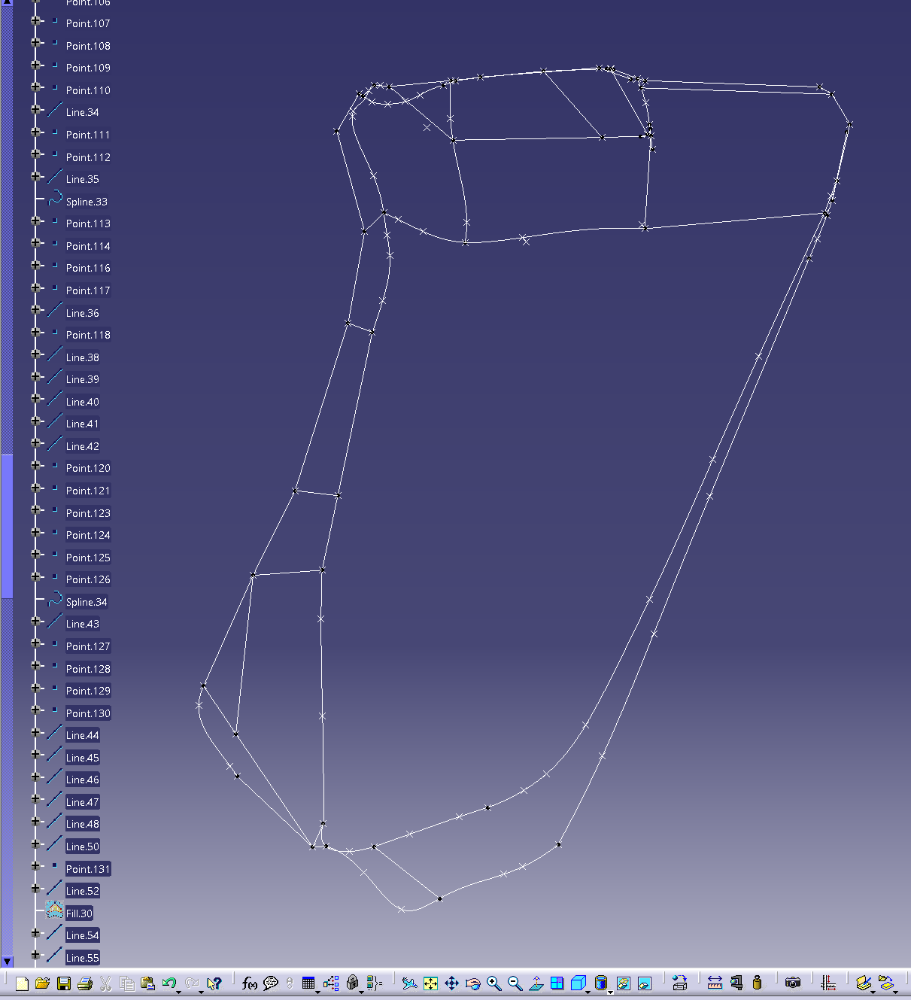 Point.106
Point.107
Point.108
Point.109
Point.110
Line.34
Point.111
Point.112
Line.35
Spline.33
Point.113
Point.114
Point.116
Point.117
Line.36
Point.118
Line.38
Line.39
Line.40
Line.41
Line.42
Point.120
Point.121
Point.123
Point.124
Point.125
Point.126
Spline.34
Line.43
Point.127
Point.128
Point.129
Point.130
Line.44
Line.45
Line.46
Line.47
Line.48
Line.50
Point.131
Line.52
Fill.30
Line.54
Line.55
f(x)